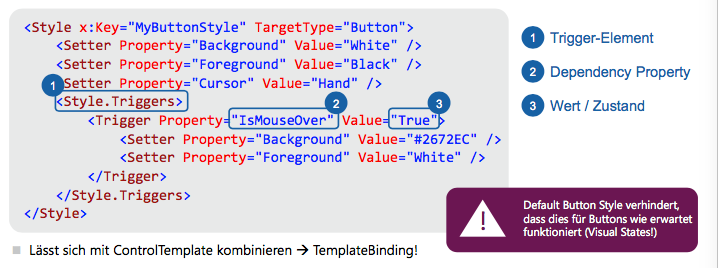 <Style x:Key="MyButtonStyle" TargetType="Button">
<Setter Property="Background" Value="White" />
<Setter Property="Foreground" Value="Black" />
<Setter Property="Cursor" Value="Hand" />
1
<Style.Triggers>
2
3
<Trigger Property="IsMouseOver" Value="True">
<Setter Property="Background" Value="#2672EC" />
<Setter Property="Foreground" Value="White" />
</Trigger>
</Style.Triggers>
</Style>
1 Trigger-Element
2 Dependency Property
3 Wert / Zustand
! Default Button Style verhindert,
dass dies für Buttons wie erwartet
funktioniert (Visual States!)
Lässt sich mit ControlTemplate kombinieren → TemplateBinding!